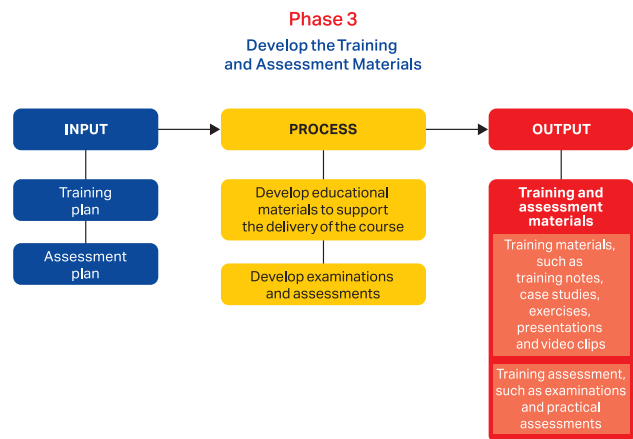 Phase 3
Develop the Training
and Assessment Materials
INPUT
PROCESS
OUTPUT
Training
plan
Assessment
plan
Develop educational
materials to support
the delivery of the course
Develop examinations
and assessments
Training and
assessment
materials
Training materials,
such as
training notes,
case studies,
exercises,
presentations
and video clips
Training assessment,
such as examinations
and practical
assessments